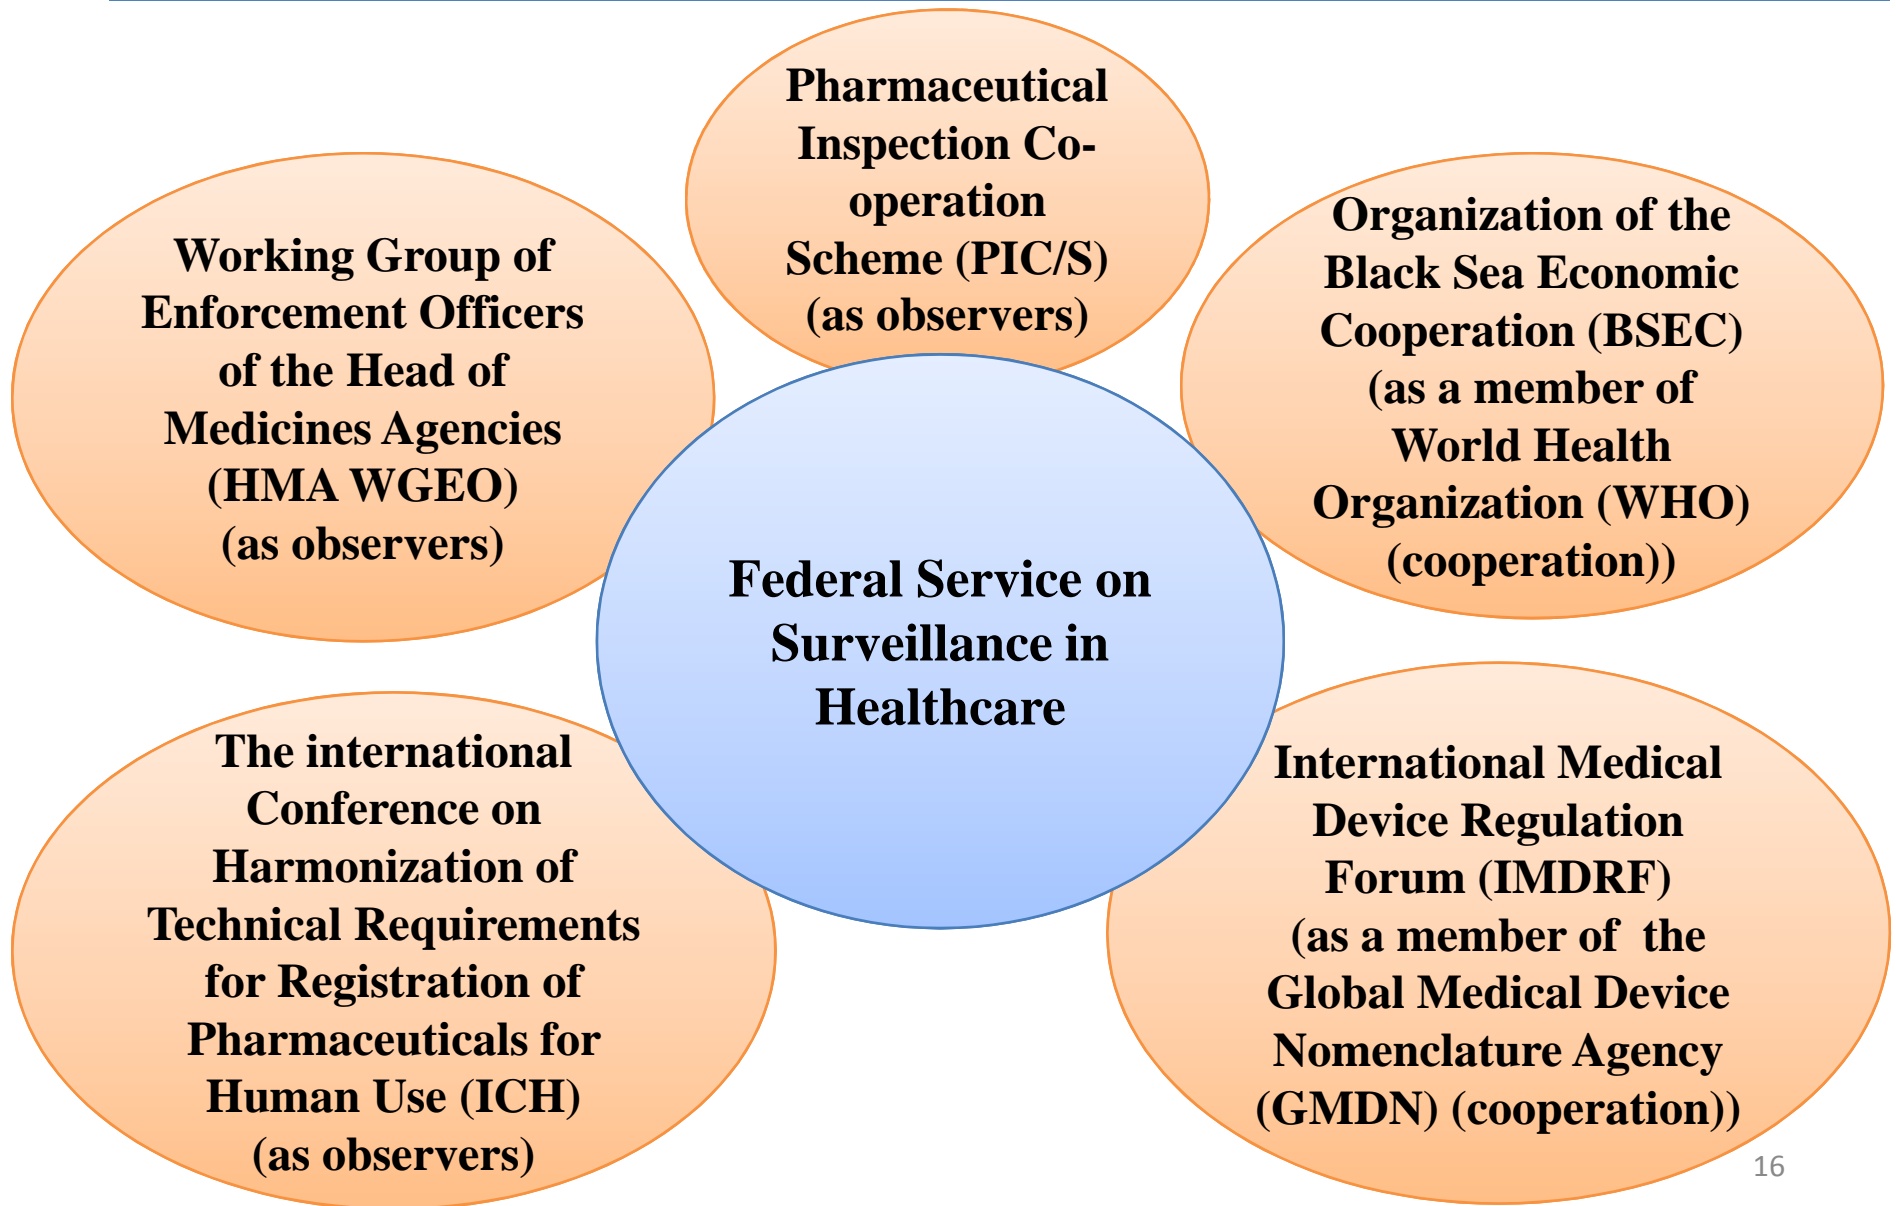 Pharmaceutical
Inspection Co-
operation
Scheme (PIC/S)
(as observers)
Working Group of
Enforcement Officers
of the Head of
Medicines Agencies
(HMA WGEO)
(as observers)
Organization of the
Black Sea Economic
Cooperation (BSEC)
(as a member of
World Health
Organization (WHO)
(cooperation))
Federal Service on
Surveillance in
Healthcare
The international
Conference on
Harmonization of
Technical Requirements
for Registration of
Pharmaceuticals for
Human Use (ICH)
(as observers)
International Medical
Device Regulation
Forum (IMDRF)
(as a member of  the
Global Medical Device
Nomenclature Agency
(GMDN) (cooperation))
16